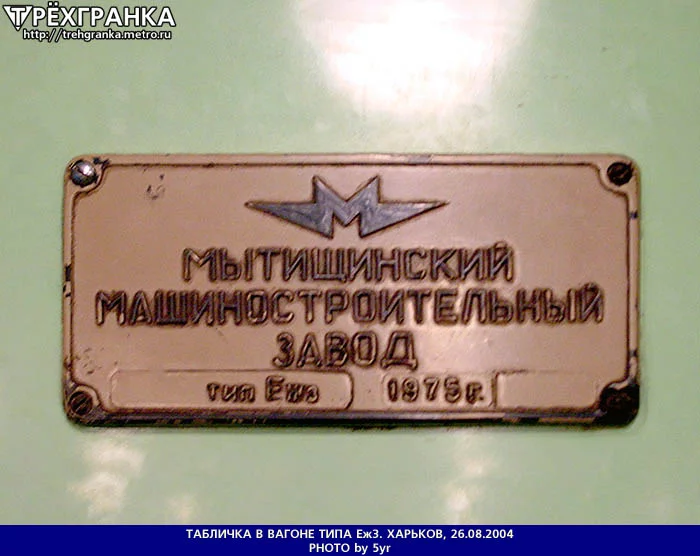 ТРЁХГРАНКА
http://trehgranka.metro.ru
М
МЫТИЩИНСКИЙ
МАШИНОСТРОИТЕЛЬНЫЙ
ЗАВОД
тип Еж3 1975 г.
ТАБЛИЧКА В ВАГОНЕ ТИПА Еж3. ХАРЬКОВ, 26.08.2004
PHOTO by 5yr